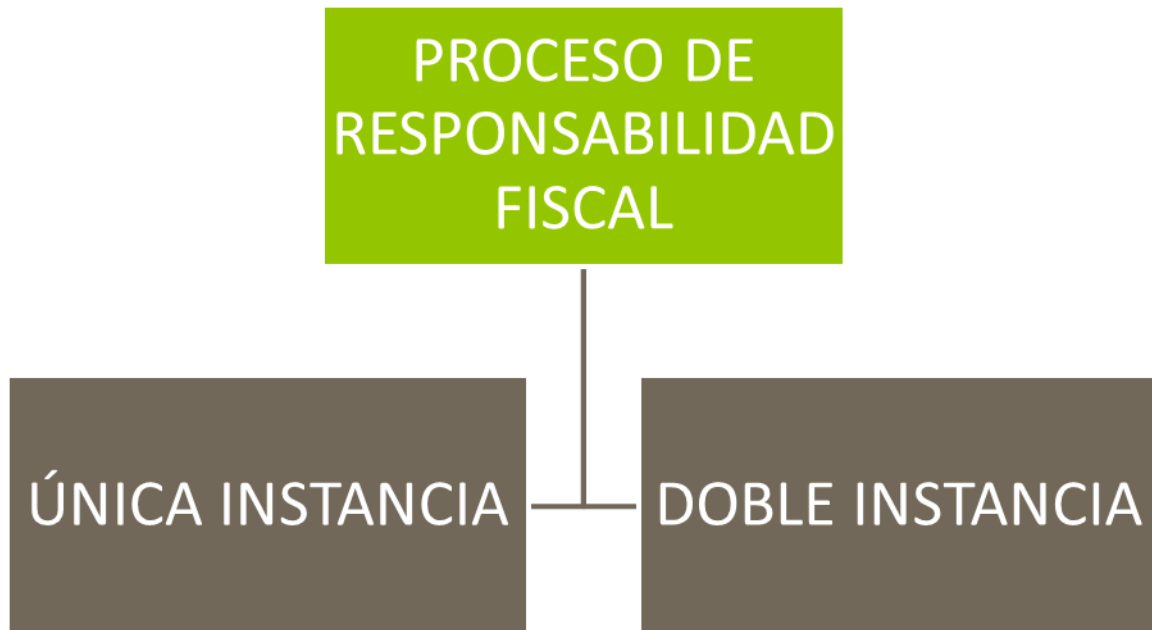 PROCESO DE
RESPONSABILIDAD
FISCAL
ÚNICA INSTANCIA
DOBLE INSTANCIA